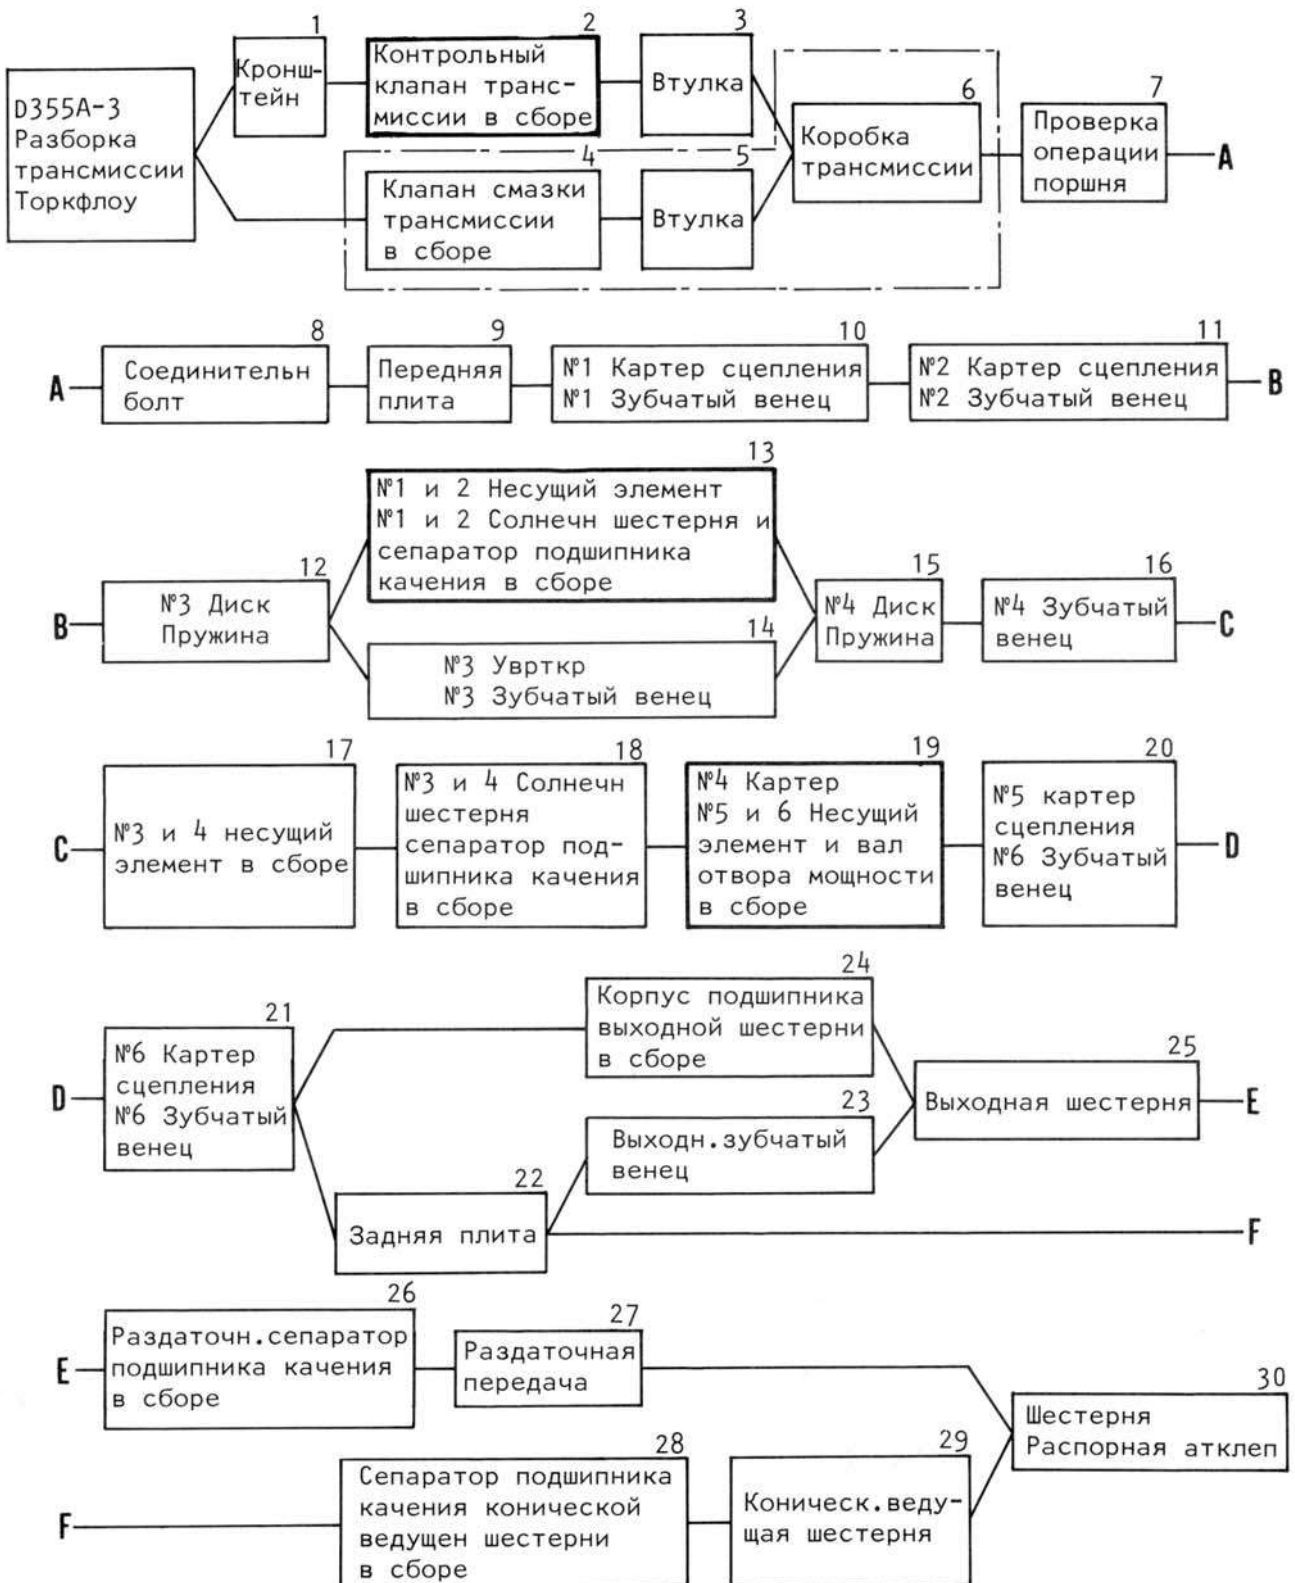 D355A-3
Разборка
трансмиссии
Торкфлоу
1
Кронш-
тейн
2
Контрольный
клапан транс-
миссии в сборе
3
Втулка
4
Клапан смазки
трансмиссии
в сборе
5
Втулка
6
Коробка
трансмиссии
7
Проверка
операции
поршня
A
A
8
Соединительн
болт
9
Передняя
плита
10
№1 Картер сцепления
№1 Зубчатый венец
11
№2 Картер сцепления
№2 Зубчатый венец
B
B
12
№3 Диск
Пружина
13
№1 и 2 Несущий элемент
№1 и 2 Солнечн шестерня и
сепаратор подшипника
качения в сборе
14
№3 Уврткр
№3 Зубчатый венец
15
№4 Диск
Пружина
16
№4 Зубчатый
венец
C
C
17
№3 и 4 несущий
элемент в сборе
18
№3 и 4 Солнечн
шестерня
сепаратор под-
шипника качения
в сборе
19
№4 Картер
№5 и 6 Несущий
элемент и вал
отвора мощности
в сборе
20
№5 картер
сцепления
№6 Зубчатый
венец
D
D
21
№6 Картер
сцепления
№6 Зубчатый
венец
22
Задняя плита
23
Выходн.зубчатый
венец
24
Корпус подшипника
выходной шестерни
в сборе
25
Выходная шестерня
E
F
E
26
Раздаточн.сепаратор
подшипника качения
в сборе
27
Раздаточная
передача
F
28
Сепаратор подшипника
качения конической
ведущен шестерни
в сборе
29
Коническ.веду-
щая шестерня
30
Шестерня
Распорная атклеп